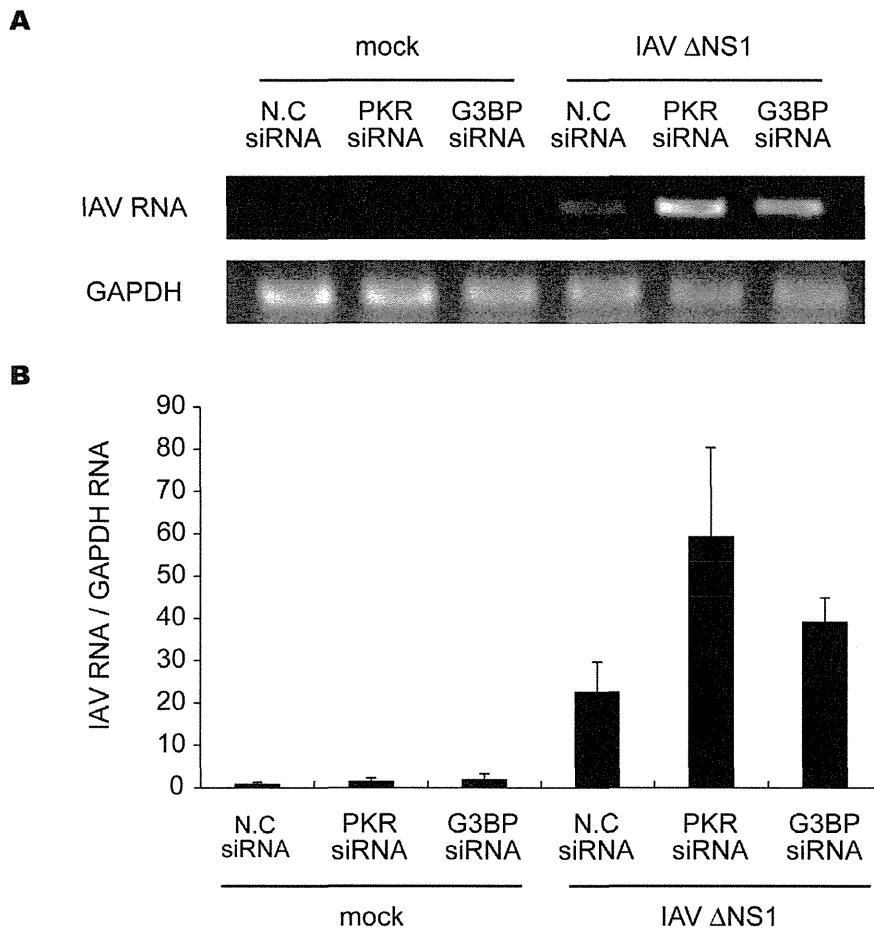 A
mock
IAV ΔNS1
N.C
siRNA
PKR
siRNA
G3BP
siRNA
N.C
siRNA
PKR
siRNA
G3BP
siRNA
IAV RNA
GAPDH
B
IAV RNA / GAPDH RNA
90
80
70
60
50
40
30
20
10
0
N.C
siRNA
PKR
siRNA
G3BP
siRNA
N.C
siRNA
PKR
siRNA
G3BP
siRNA
mock
IAV ΔNS1